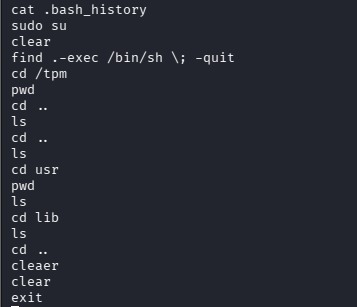 cat .bash_history
sudo su
clear
find .-exec /bin/sh \; -quit
cd /tpm
pwd
cd ..
ls
cd ..
ls
cd usr
pwd
ls
cd lib
ls
cd ..
cleaer
clear
exit